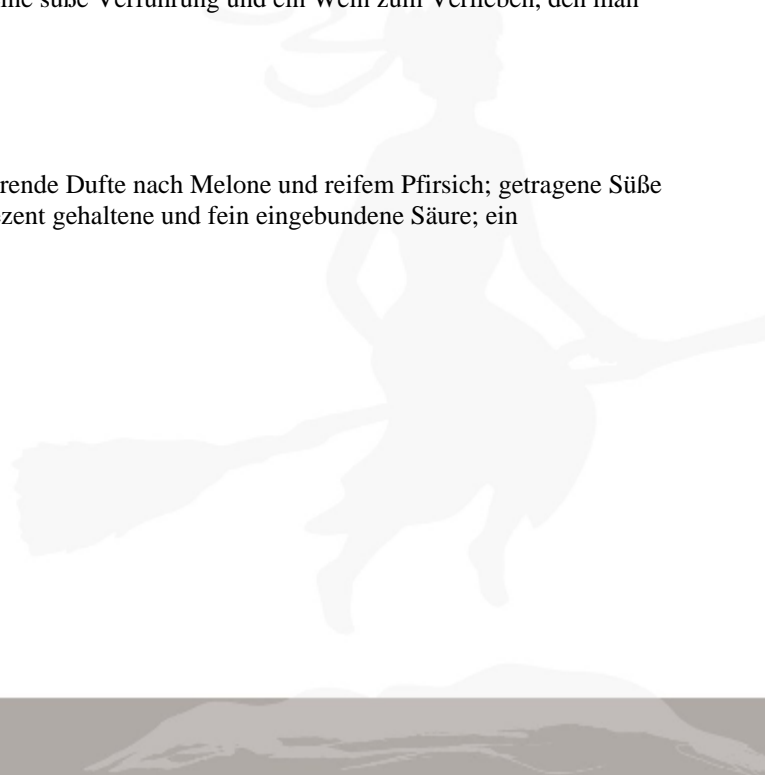 süße Verführung und ein Wein zum Verlieben, den man
rende Dufte nach Melone und reifem Pfirsich; getragene Süße
zent gehaltene und fein eingebundene Säure; ein